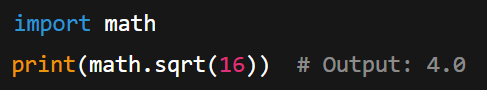 import math
print(math.sqrt(16))  # Output: 4.0